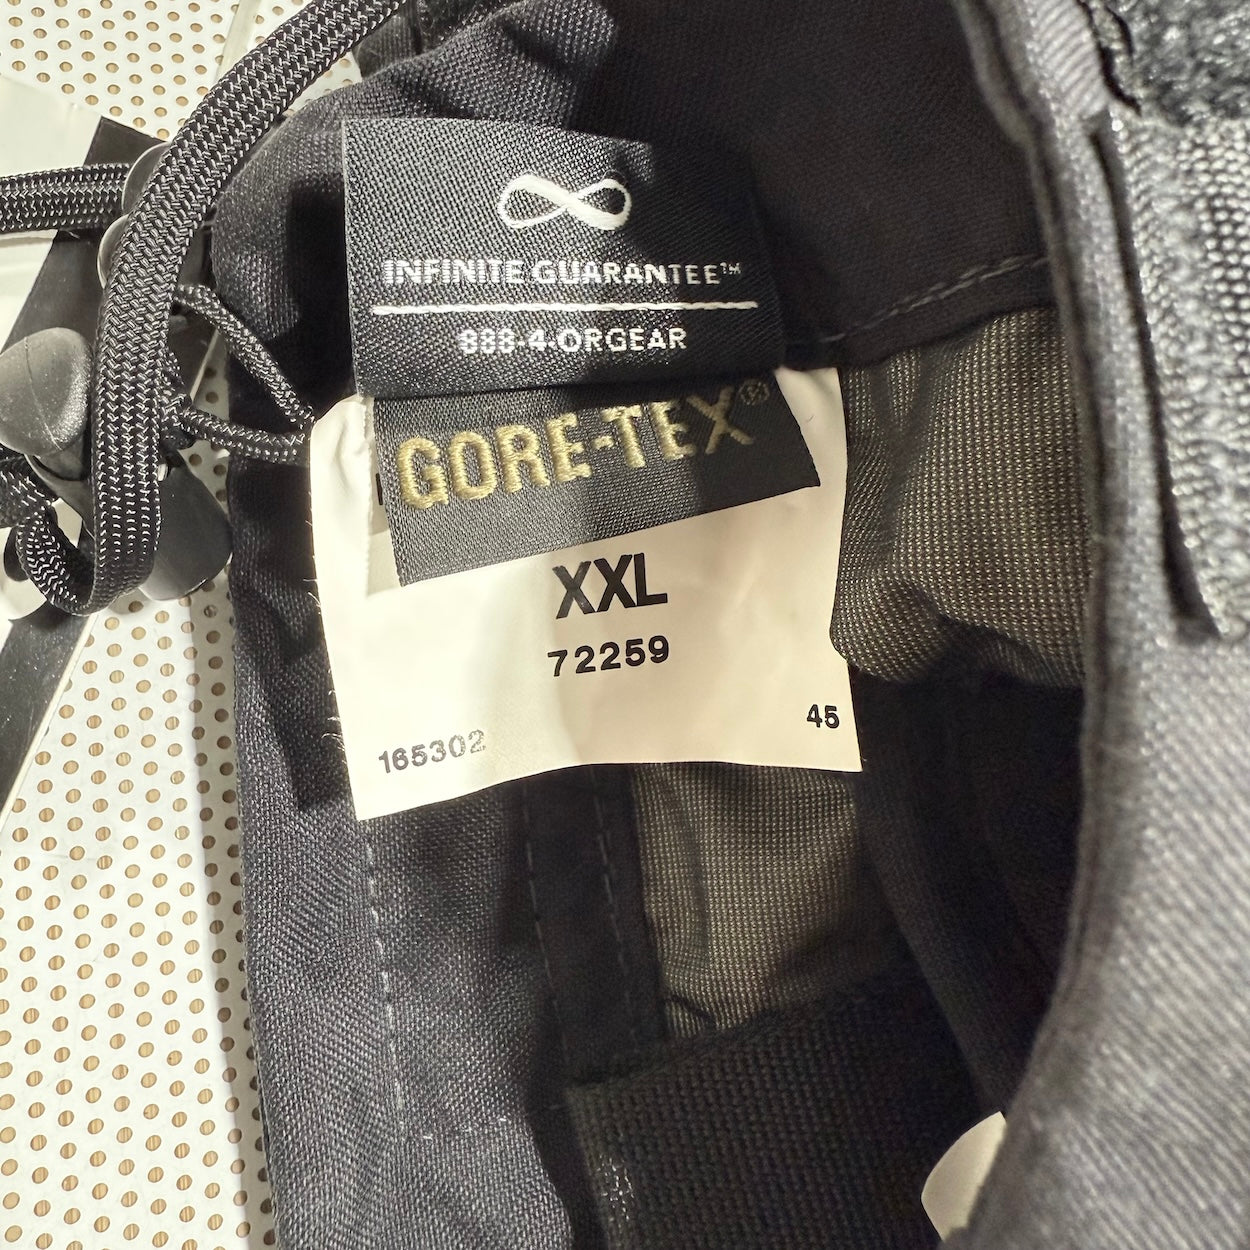 INFINITE GUARANTEE™
888-4-ORGEAR
GORE-TEX®
XXL
72259
45
165302